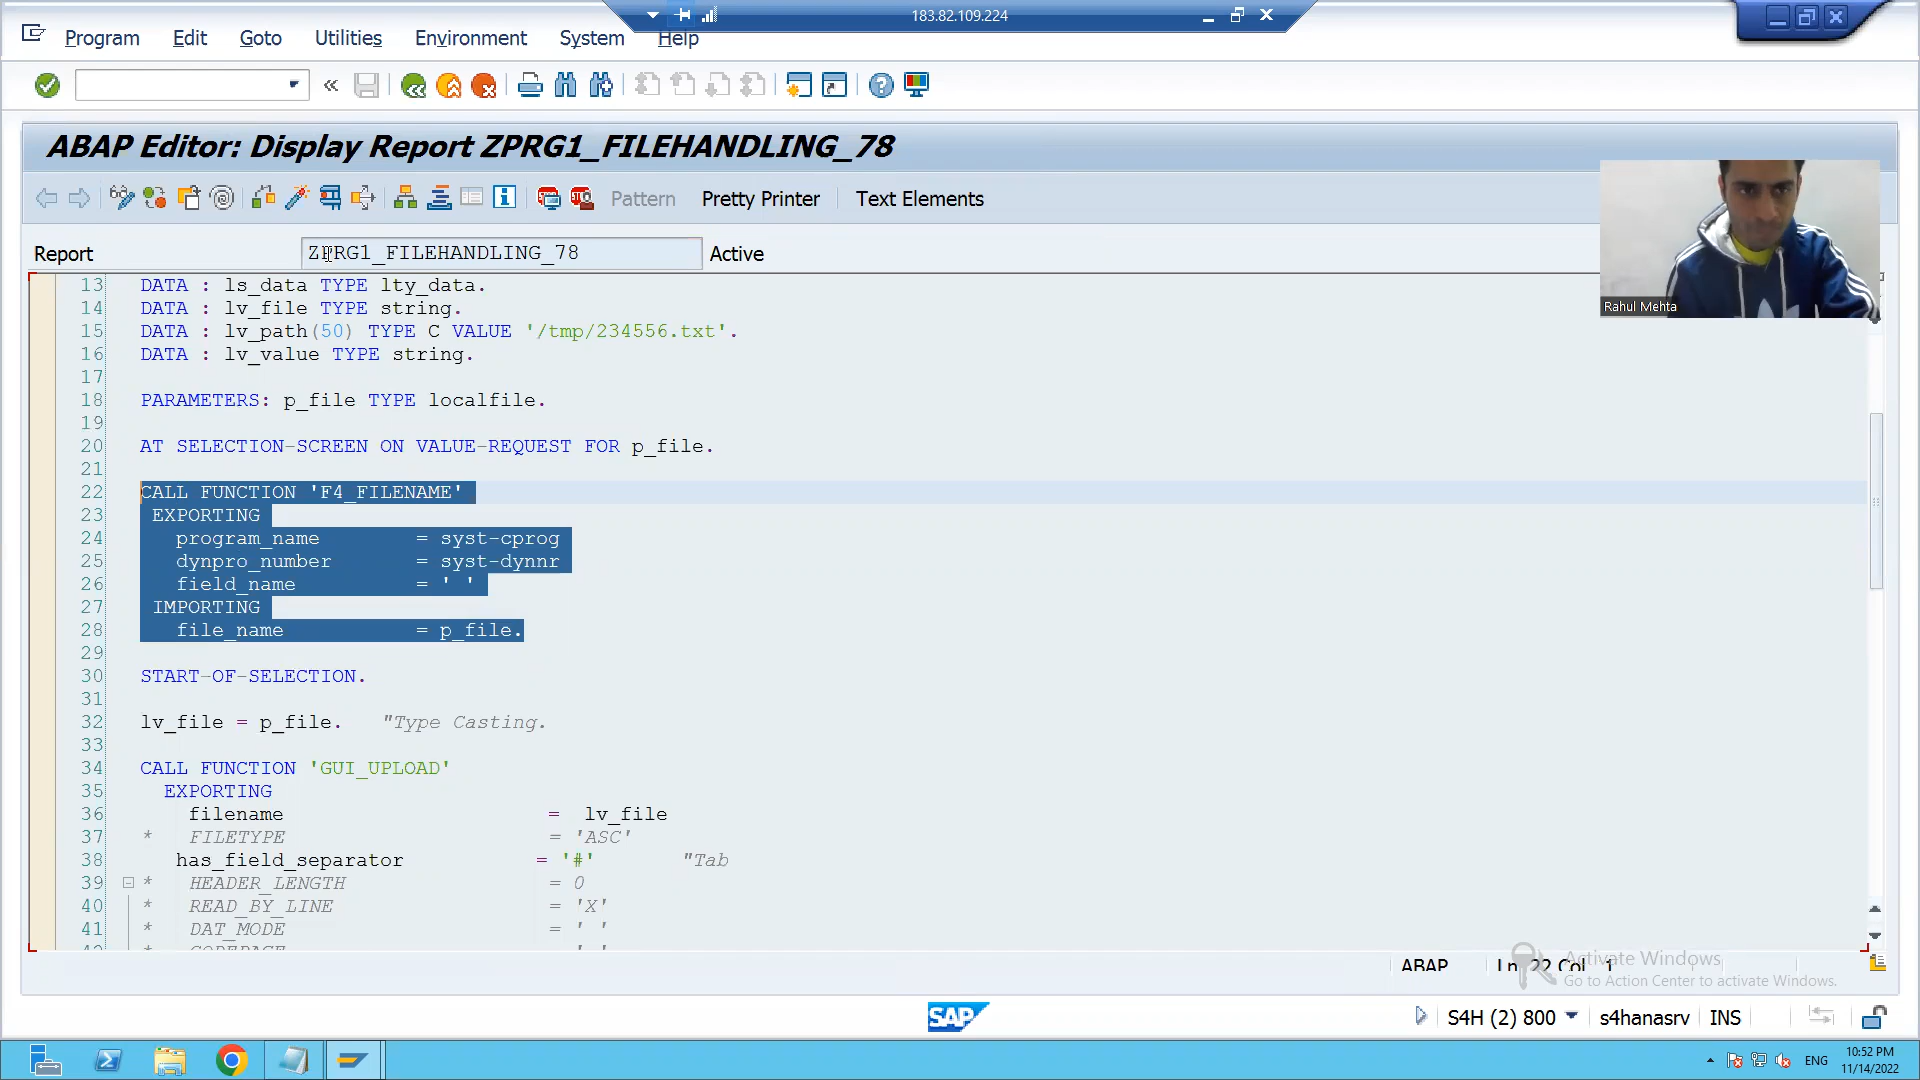 183.82.109.224
Program Edit Goto Utilities Environment System Help
ABAP Editor: Display Report ZPRG1_FILEHANDLING_78
Pattern Pretty Printer Text Elements
Report ZPRG1_FILEHANDLING_78 Active
Rahul Mehta
13 DATA : ls_data TYPE lty_data.
14 DATA : lv_file TYPE string.
15 DATA : lv_path(50) TYPE C VALUE '/tmp/234556.txt'.
16 DATA : lv_value TYPE string.
17
18 PARAMETERS: p_file TYPE localfile.
19
20 AT SELECTION-SCREEN ON VALUE-REQUEST FOR p_file.
21
22 CALL FUNCTION 'F4_FILENAME'
23 EXPORTING
24 program_name = syst-cprog
25 dynpro_number = syst-dynnr
26 field_name = ' '
27 IMPORTING
28 file_name = p_file.
29
30 START-OF-SELECTION.
31
32 lv_file = p_file. "Type Casting.
33
34 CALL FUNCTION 'GUI_UPLOAD'
35 EXPORTING
36 filename = lv_file
37 * FILETYPE = 'ASC'
38 has_field_separator = '#' "Tab
39 * HEADER_LENGTH = 0
40 * READ_BY_LINE = 'X'
41 * DAT_MODE = ' '
Activate Windows
ABAP Ln 22 Col 1
Go to Action Center to activate Windows.
SAP
S4H (2) 800 s4hanasrv INS
ENG
10:52 PM
11/14/2022